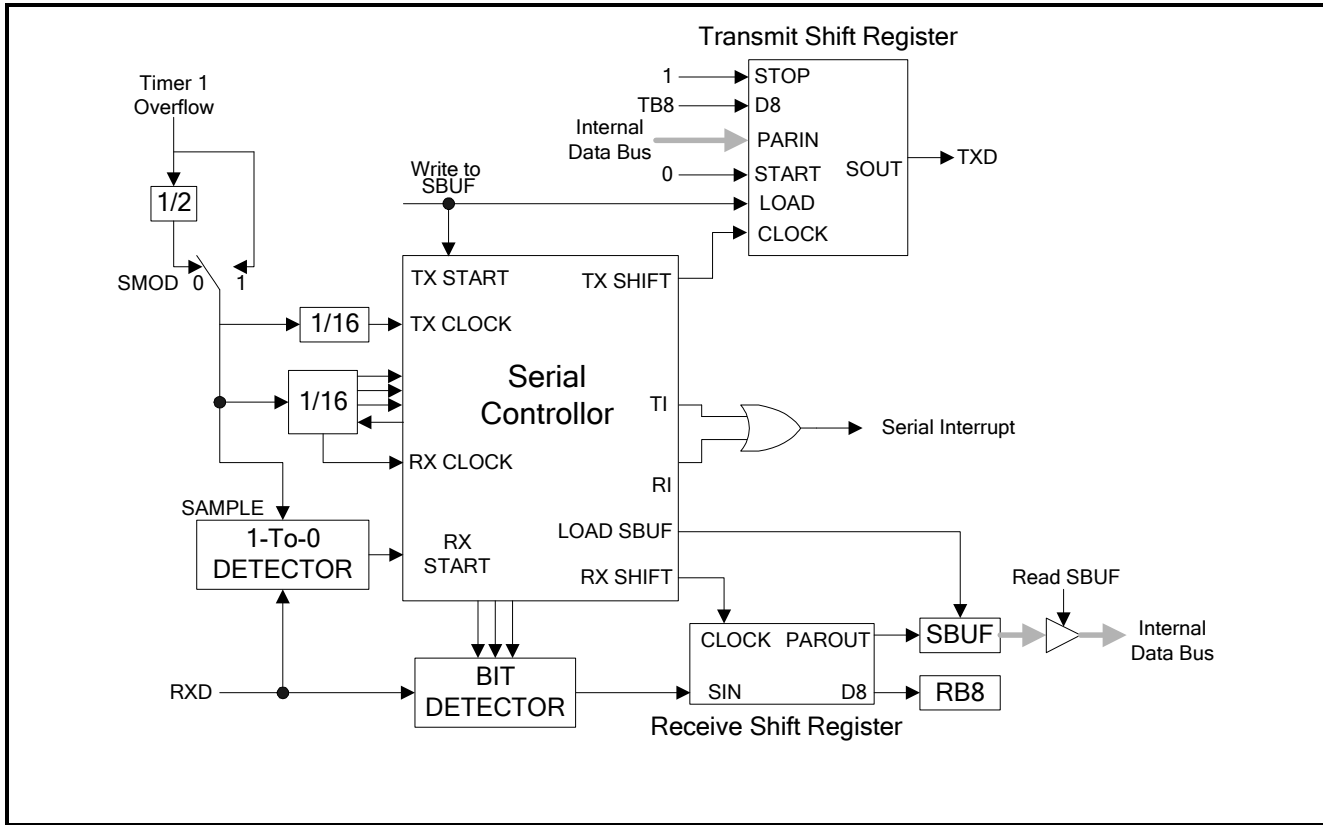 Transmit Shift Register
Timer 1
Overflow
1
STOP
TB8
D8
Internal
Data Bus
PARIN
0
START
SOUT
TXD
LOAD
CLOCK
Write to
SBUF
1/2
SMOD 0 1
TX START
TX SHIFT
1/16
TX CLOCK
1/16
Serial
Controllor
TI
Serial Interrupt
RX CLOCK
RI
SAMPLE
1-To-0
DETECTOR
RX
START
LOAD SBUF
RX SHIFT
Read SBUF
CLOCK PAROUT
SBUF
Internal
Data Bus
RXD
BIT
DETECTOR
SIN D8
RB8
Receive Shift Register